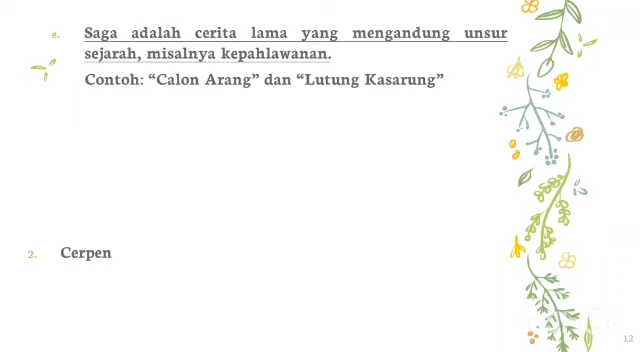 e. Saga adalah cerita lama yang mengandung unsur
sejarah, misalnya kepahlawanan.
Contoh: “Calon Arang” dan “Lutung Kasarung”
2. Cerpen
12